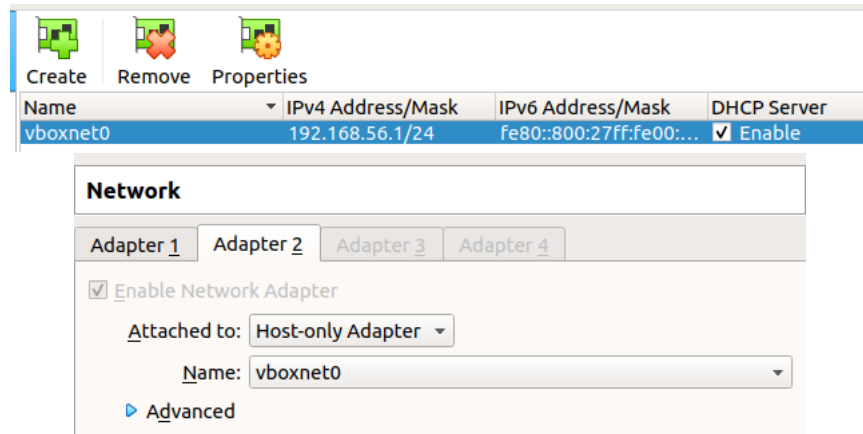 Create Remove Properties
Name IPv4 Address/Mask IPv6 Address/Mask DHCP Server
vboxnet0 192.168.56.1/24 fe80::800:27ff:fe00:... Enable
Network
Adapter 1 Adapter 2 Adapter 3 Adapter 4
Enable Network Adapter
Attached to: Host-only Adapter
Name: vboxnet0
Advanced